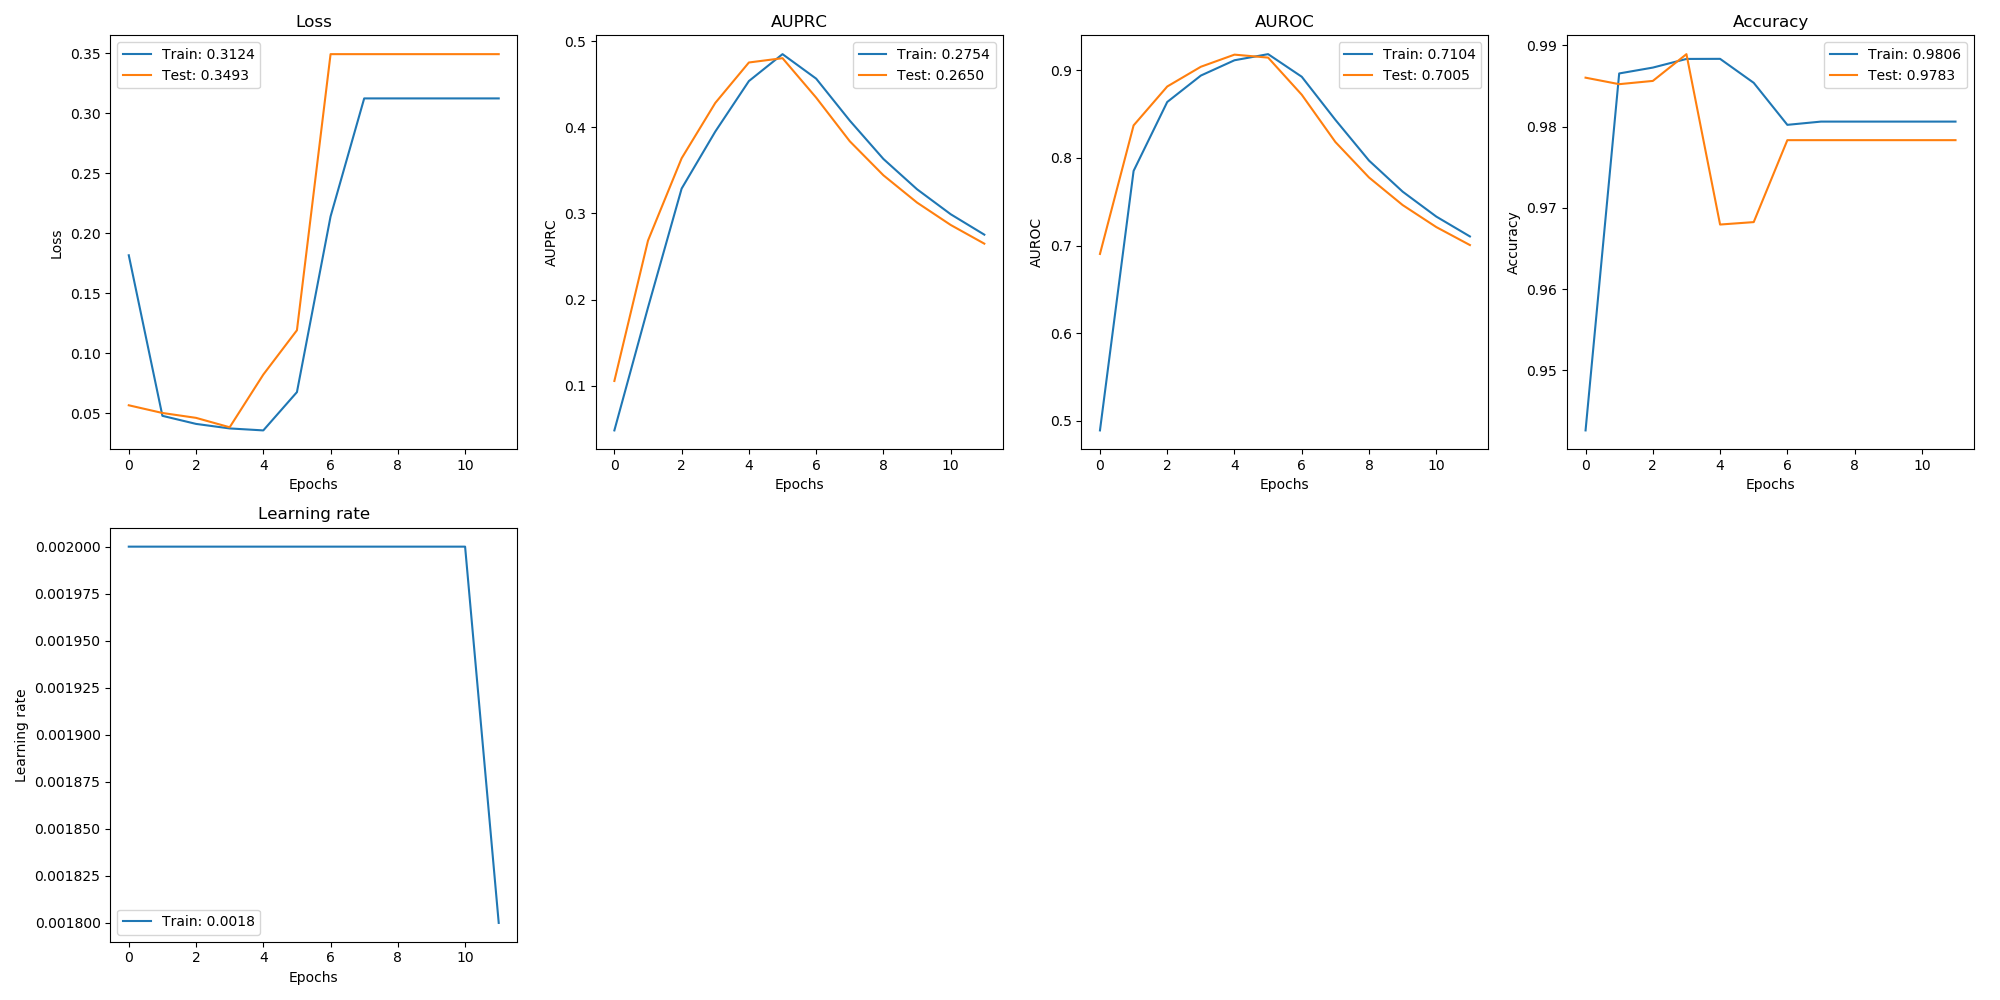 Loss
Train: 0.3124
Test: 0.3493
0.35
0.30
0.25
0.20
0.15
0.10
0.05
Loss
0 2 4 6 8 10
Epochs
AUPRC
Train: 0.2754
Test: 0.2650
0.5
0.4
0.3
0.2
0.1
AUPRC
0 2 4 6 8 10
Epochs
AUROC
Train: 0.7104
Test: 0.7005
0.9
0.8
0.7
0.6
0.5
AUROC
0 2 4 6 8 10
Epochs
Accuracy
Train: 0.9806
Test: 0.9783
0.99
0.98
0.97
0.96
0.95
Accuracy
0 2 4 6 8 10
Epochs
Learning rate
0.002000
0.001975
0.001950
0.001925
0.001900
0.001875
0.001850
0.001825
0.001800
Learning rate
Train: 0.0018
0 2 4 6 8 10
Epochs